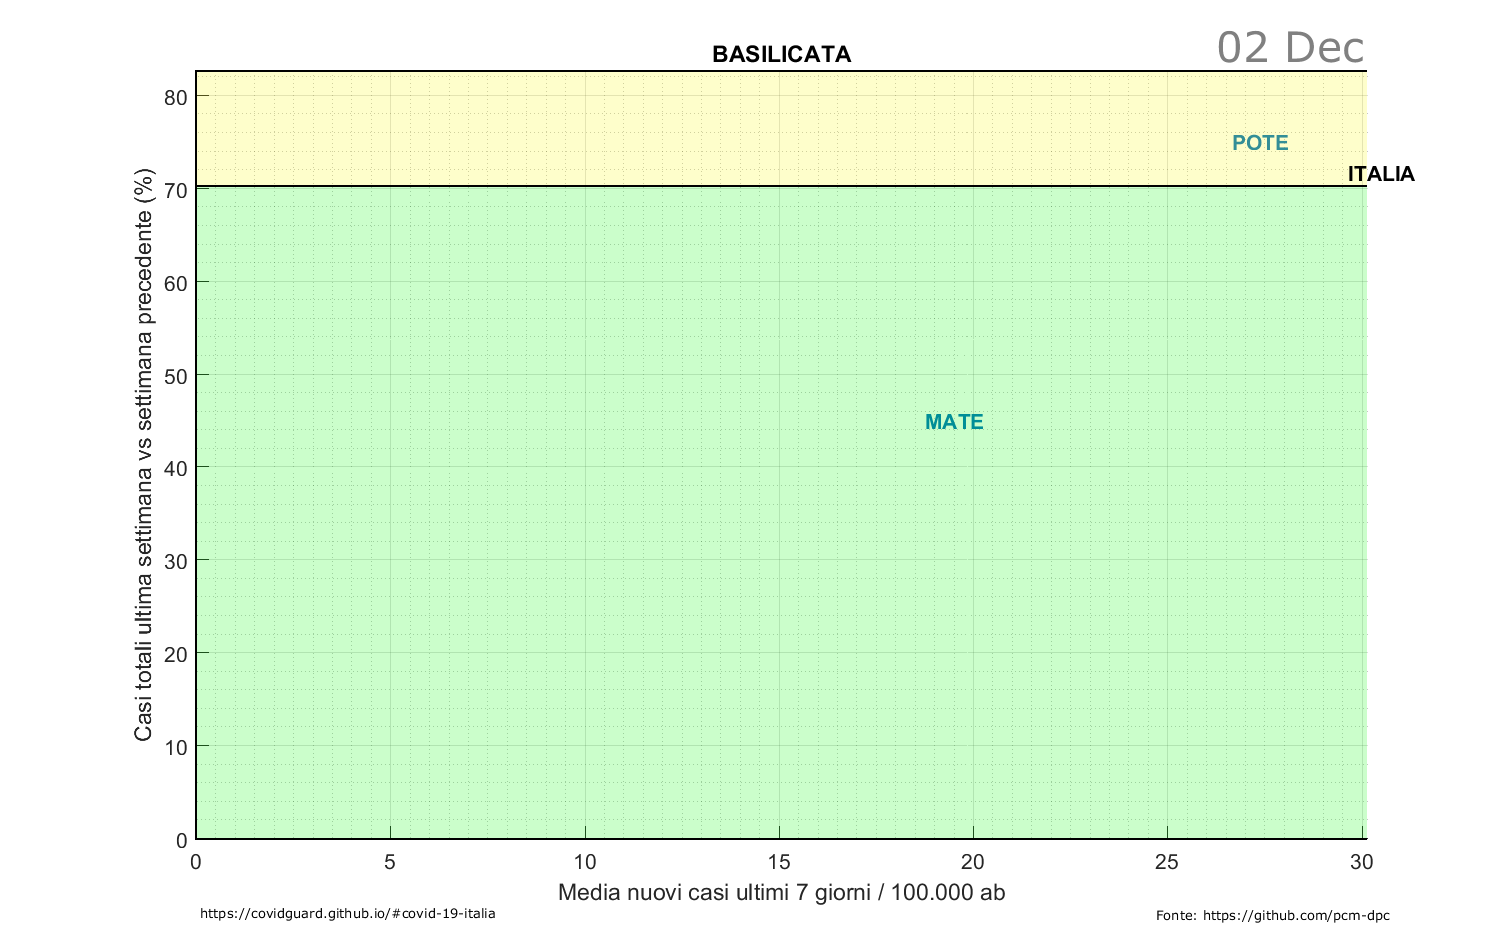 02 Dec
BASILICATA
Casi totali ultima settimana vs settimana precedente (%)
80
70
60
50
40
30
20
10
0
POTE
ITALIA
MATE
0 5 10 15 20 25 30
Media nuovi casi ultimi 7 giorni / 100.000 ab
https://covidguard.github.io/#covid-19-italia
Fonte: https://github.com/pcm-dpc